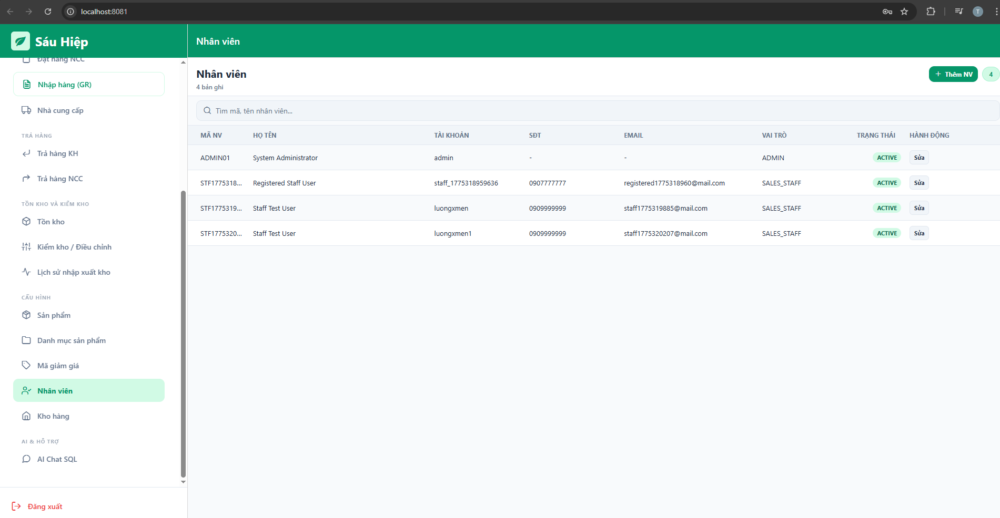 localhost:8081
T
Sáu Hiệp
Nhân viên
Đặt hàng NCC
Nhập hàng (GR)
Nhà cung cấp
TRẢ HÀNG
Trả hàng KH
Trả hàng NCC
TỒN KHO VÀ KIỂM KHO
Tồn kho
Kiểm kho / Điều chỉnh
Lịch sử nhập xuất kho
CẤU HÌNH
Sản phẩm
Danh mục sản phẩm
Mã giảm giá
Nhân viên
Kho hàng
AI & HỖ TRỢ
AI Chat SQL
Đăng xuất
Nhân viên
4 bản ghi
+ Thêm NV
4
Tìm mã, tên nhân viên...
MÃ NV HỌ TÊN TÀI KHOẢN SĐT EMAIL VAI TRÒ TRẠNG THÁI HÀNH ĐỘNG
ADMIN01 System Administrator admin - - ADMIN ACTIVE Sửa
STF1775318... Registered Staff User staff_1775318959636 0907777777 registered1775318960@mail.com SALES_STAFF ACTIVE Sửa
STF1775319... Staff Test User luongxmen 0909999999 staff1775319885@mail.com SALES_STAFF ACTIVE Sửa
STF1775320... Staff Test User luongxmen1 0909999999 staff1775320207@mail.com SALES_STAFF ACTIVE Sửa